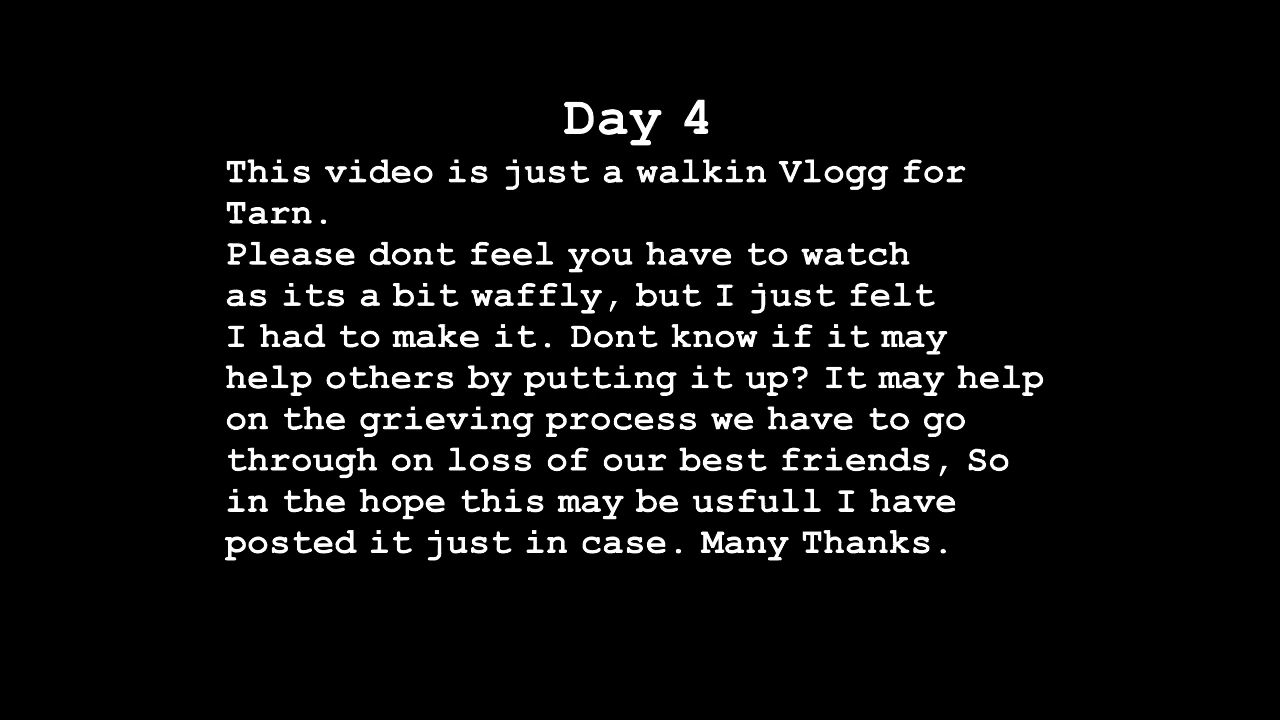 Day 4
This video is just a walkin Vlogg for
Tarn.
Please dont feel you have to watch
as its a bit waffly, but I just felt
I had to make it. Dont know if it may
help others by putting it up? It may help
on the grieving process we have to go
through on loss of our best friends, So
in the hope this may be usfull I have
posted it just in case. Many Thanks.